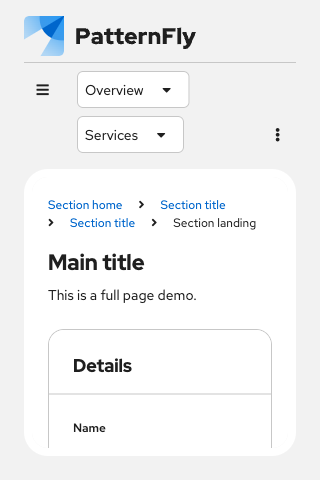 PatternFly
Overview
Services
Section home Section title
Section title Section landing
Main title
This is a full page demo.
Details
Name